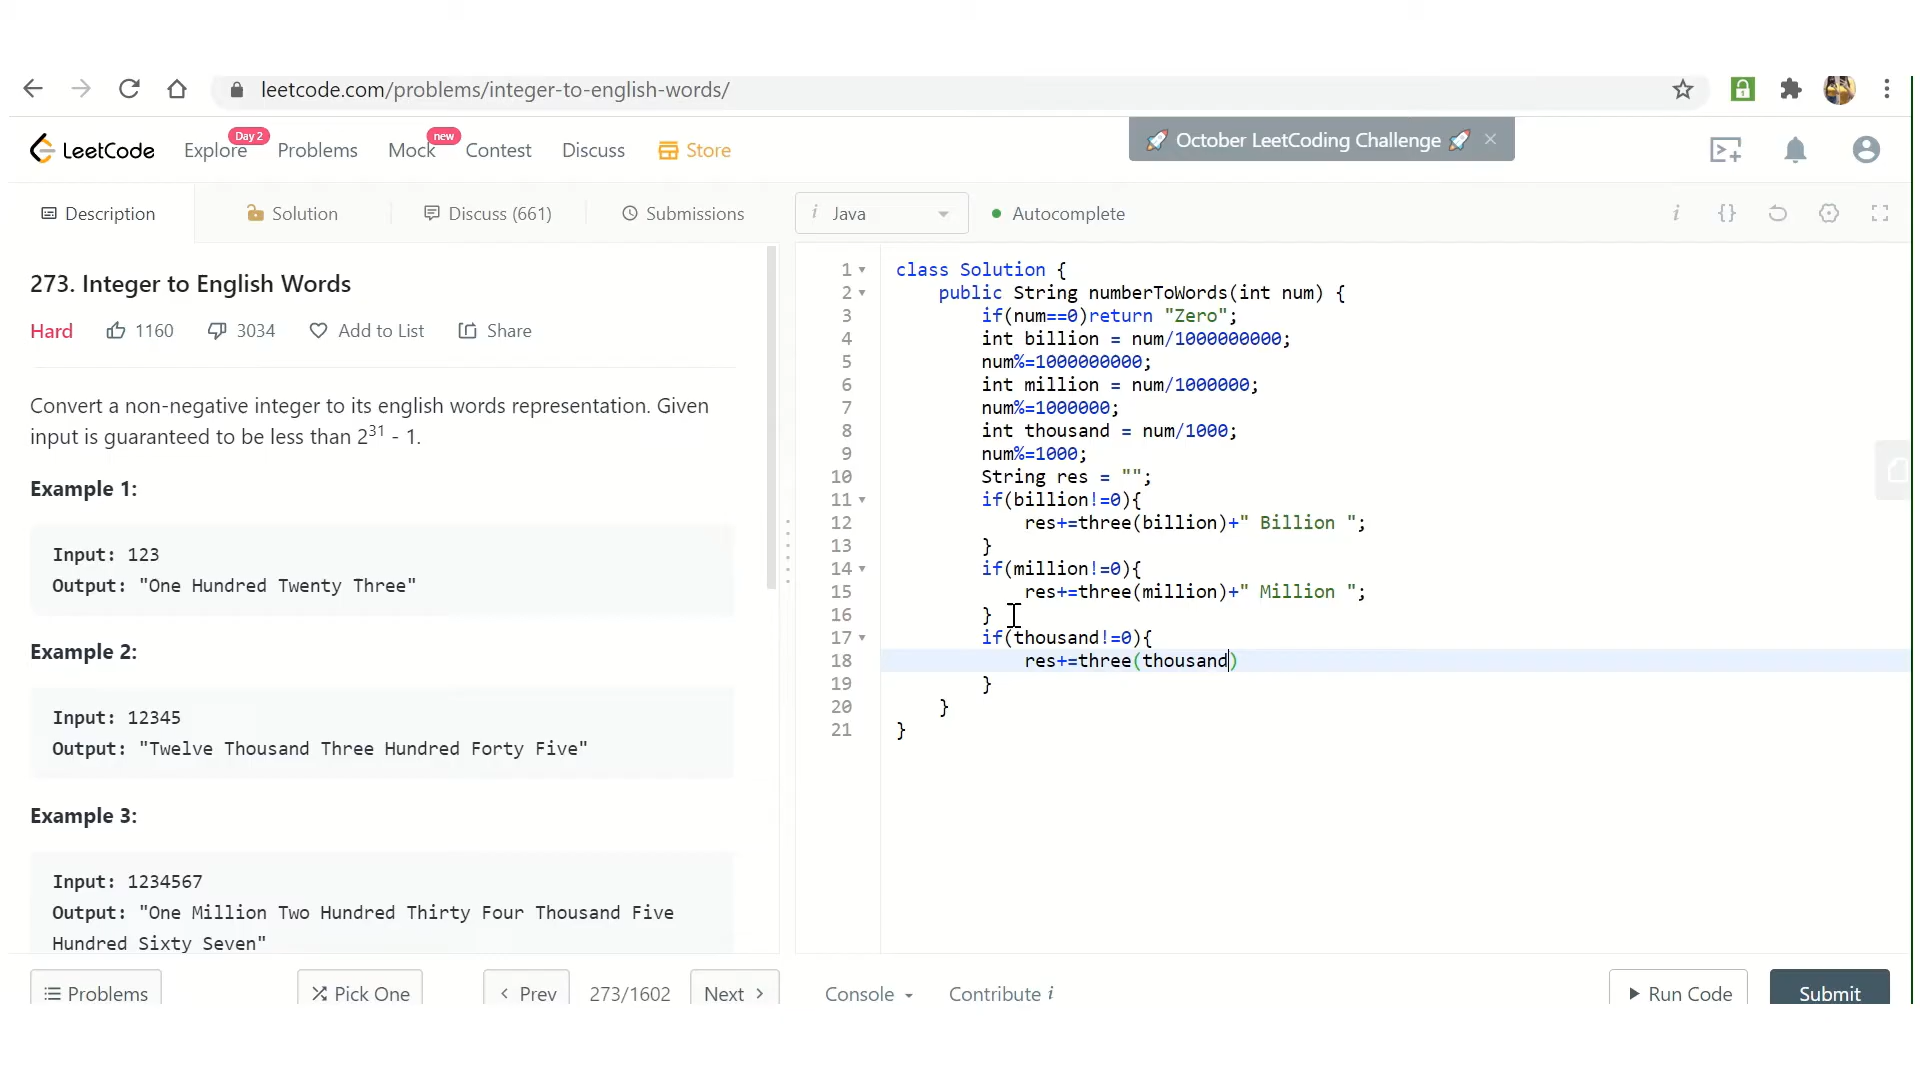 leetcode.com/problems/integer-to-english-words/
LeetCode
Explore
Day 2
Problems
Mock
new
Contest
Discuss
Store
🚀 October LeetCoding Challenge 🚀 ×
Description
Solution
Discuss (661)
Submissions
i Java
Autocomplete
i {}
273. Integer to English Words
Hard 1160 3034 Add to List Share
Convert a non-negative integer to its english words representation. Given
input is guaranteed to be less than 2³¹ - 1.
Example 1:
Input: 123
Output: "One Hundred Twenty Three"
Example 2:
Input: 12345
Output: "Twelve Thousand Three Hundred Forty Five"
Example 3:
Input: 1234567
Output: "One Million Two Hundred Thirty Four Thousand Five
Hundred Sixty Seven"
1 class Solution {
2 public String numberToWords(int num) {
3 if(num==0)return "Zero";
4 int billion = num/1000000000;
5 num%=1000000000;
6 int million = num/1000000;
7 num%=1000000;
8 int thousand = num/1000;
9 num%=1000;
10 String res = "";
11 if(billion!=0){
12 res+=three(billion)+" Billion ";
13 }
14 if(million!=0){
15 res+=three(million)+" Million ";
16 }
17 if(thousand!=0){
18 res+=three(thousand)
19 }
20 }
21 }
Problems
Pick One
< Prev
273/1602
Next >
Console
Contribute i
Run Code
Submit